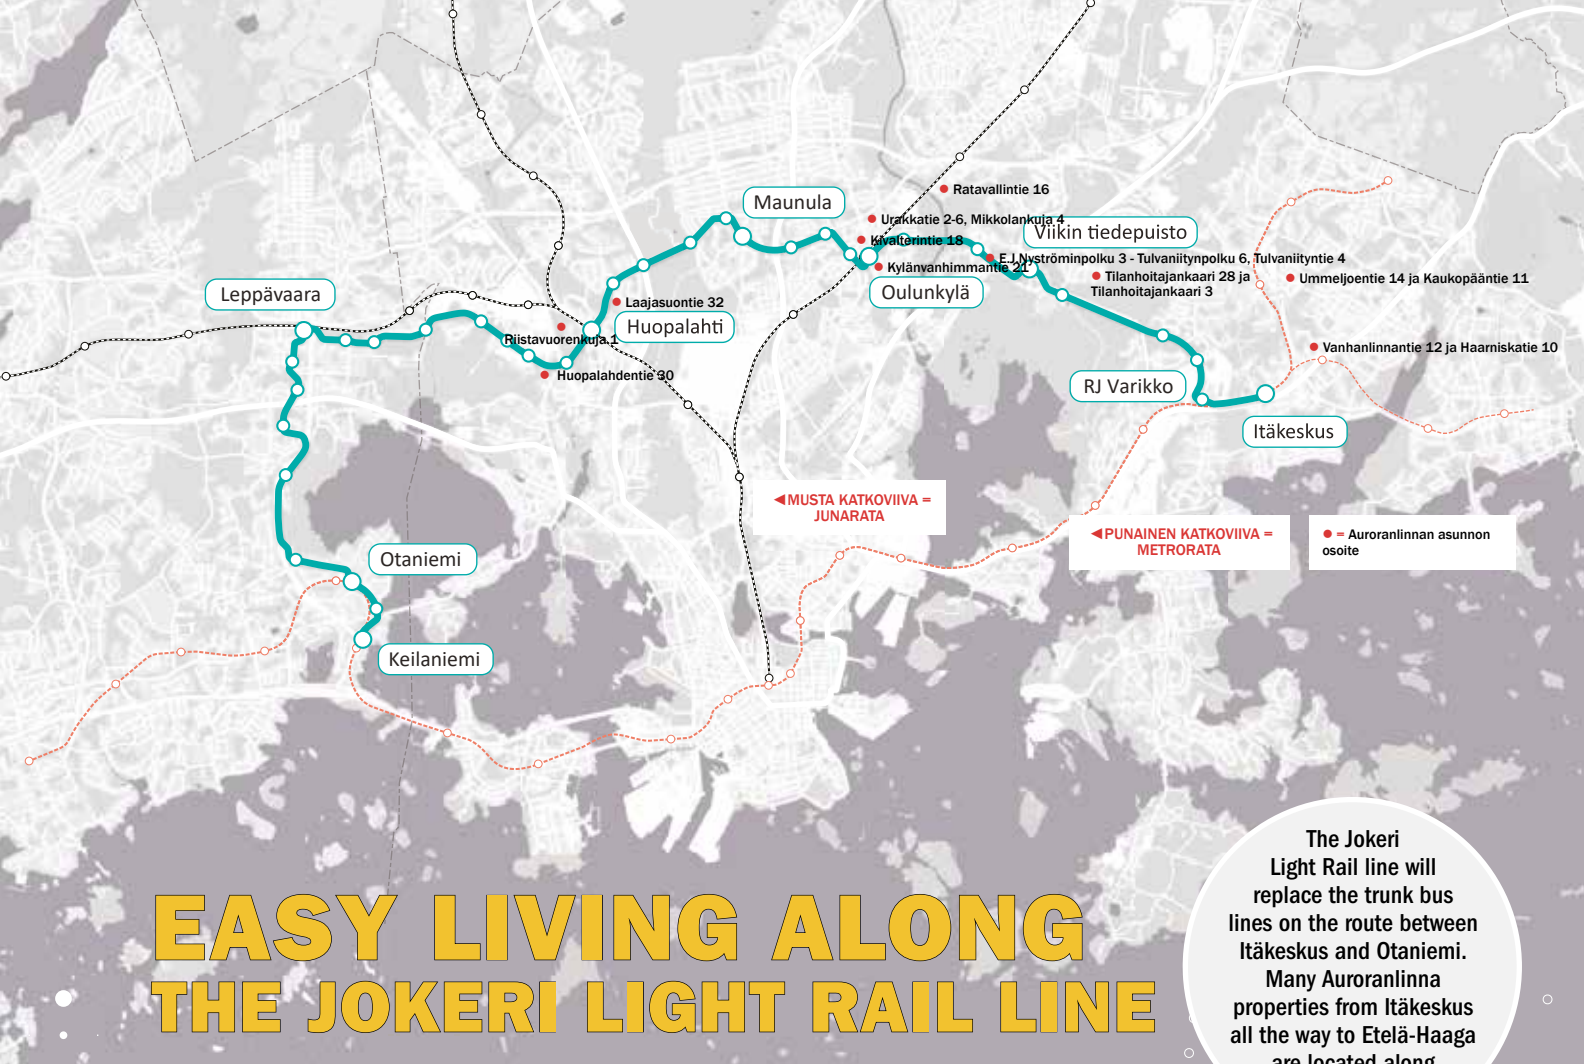 Ratavallintie 16
Maunula
Urakkatie 2-6, Mikkolankuja 4
Viikin tiedepuisto
Kivalterintie 18
E.J.Nyströminpolku 3 - Tulvaniitynpolku 6, Tulvaniityntie 4
Kylänvanhimmantie 21
Tilanhoitajankaari 28 ja
Tilanhoitajankaari 3
Ummeljoentie 14 ja Kaukopääntie 11
Leppävaara
Oulunkylä
Laajasuontie 32
Huopalahti
Riistavuorenkuja 1
Vanhanlinnantie 12 ja Haarniskatie 10
Huopalahdentie 30
RJ Varikko
Itäkeskus
◀MUSTA KATKOVIIVA =
JUNARATA
◀PUNAINEN KATKOVIIVA =
METRORATA
● = Auroranlinnan asunnon
osoite
Otaniemi
Keilaniemi
EASY LIVING ALONG
THE JOKERI LIGHT RAIL LINE
The Jokeri
Light Rail line will
replace the trunk bus
lines on the route between
Itäkeskus and Otaniemi.
Many Auroranlinna
properties from Itäkeskus
all the way to Etelä-Haaga
are located along